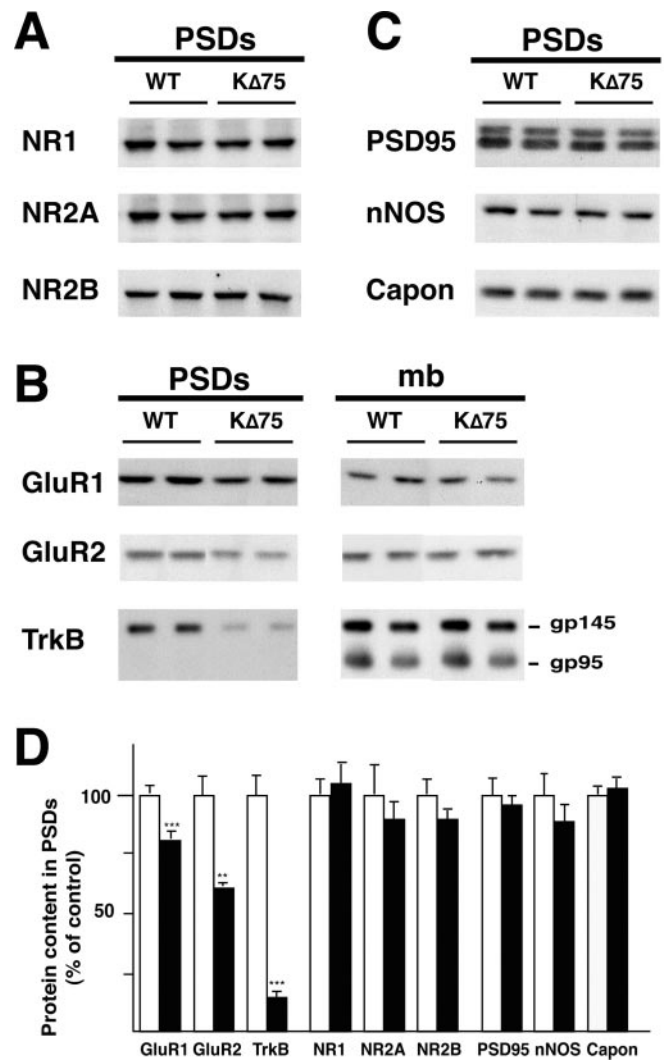 A
PSDs
WT KΔ75
NR1
NR2A
NR2B
C
PSDs
WT KΔ75
PSD95
nNOS
Capon
B
PSDs mb
WT KΔ75 WT KΔ75
GluR1
GluR2
TrkB
– gp145
– gp95
D
Protein content in PSDs
(% of control)
100
50
***
**
***
GluR1 GluR2 TrkB NR1 NR2A NR2B PSD95 nNOS Capon